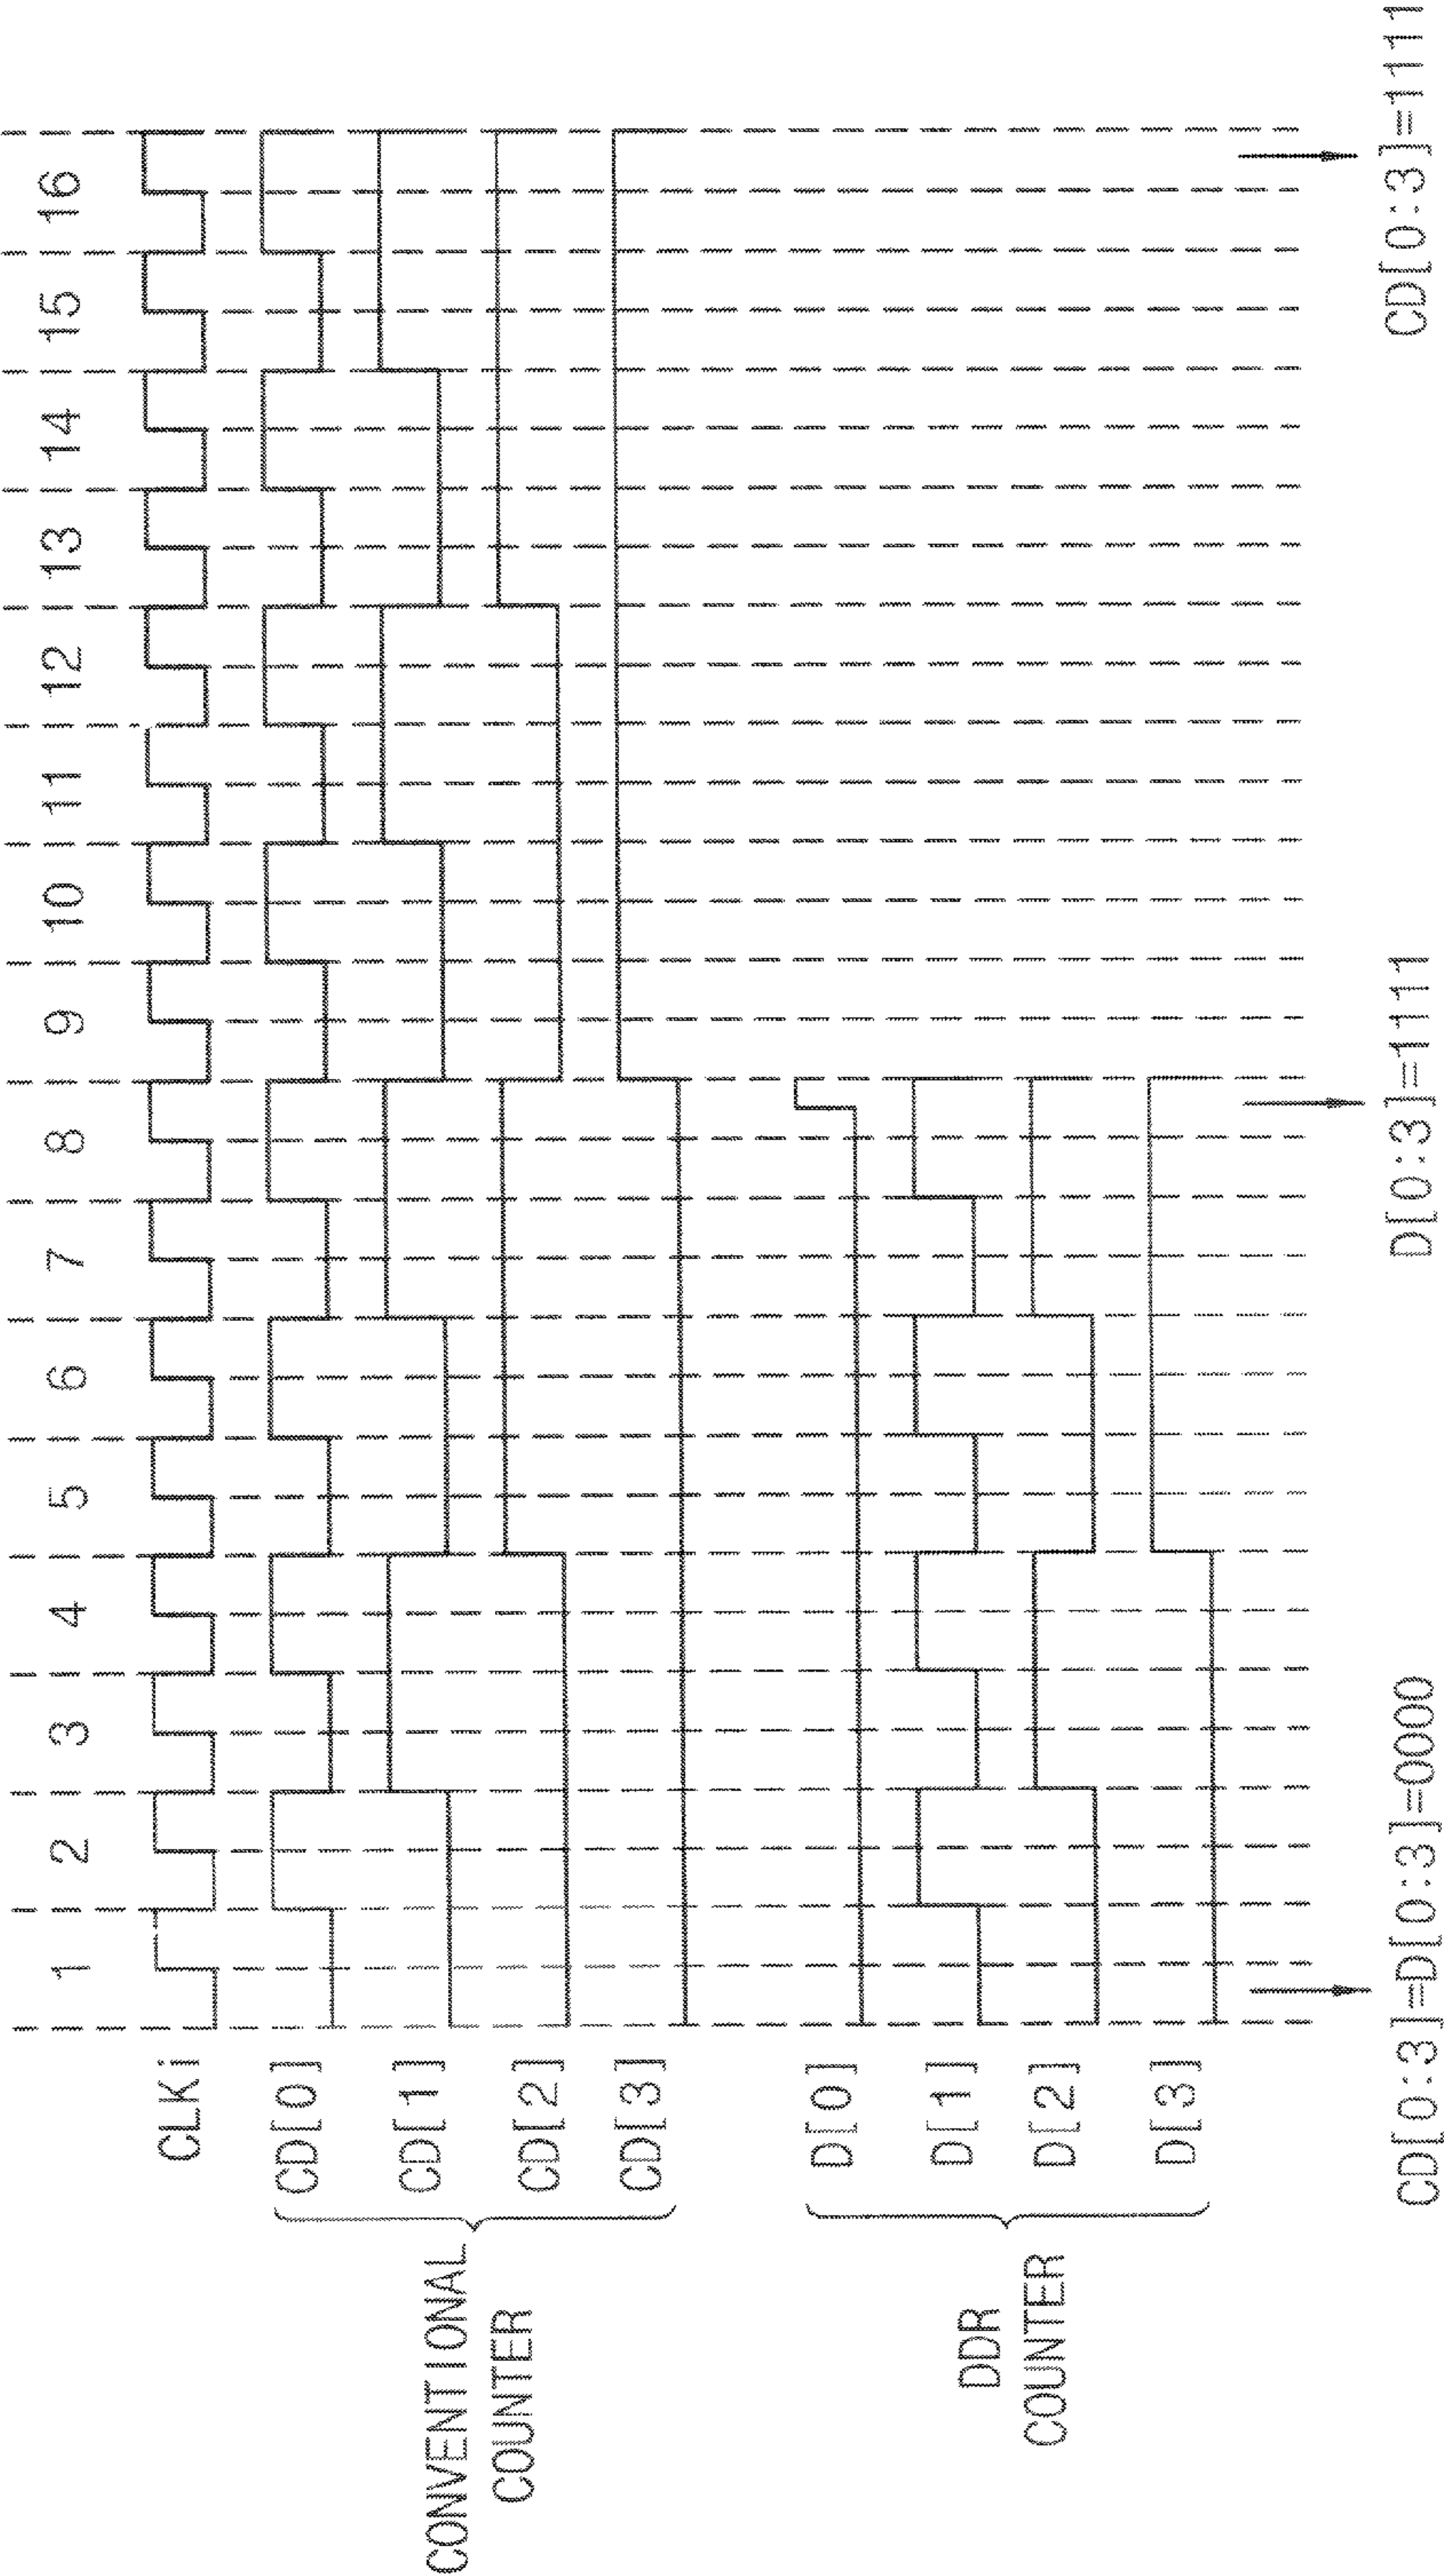 1 2 3 4 5 6 7 8 9 10 11 12 13 14 15 16
CLKi
CONVENTIONAL
COUNTER
CD[0]
CD[1]
CD[2]
CD[3]
DDR
COUNTER
D[0]
D[1]
D[2]
D[3]
CD[0:3]=D[0:3]=0000
D[0:3]=1111
CD[0:3]=1111